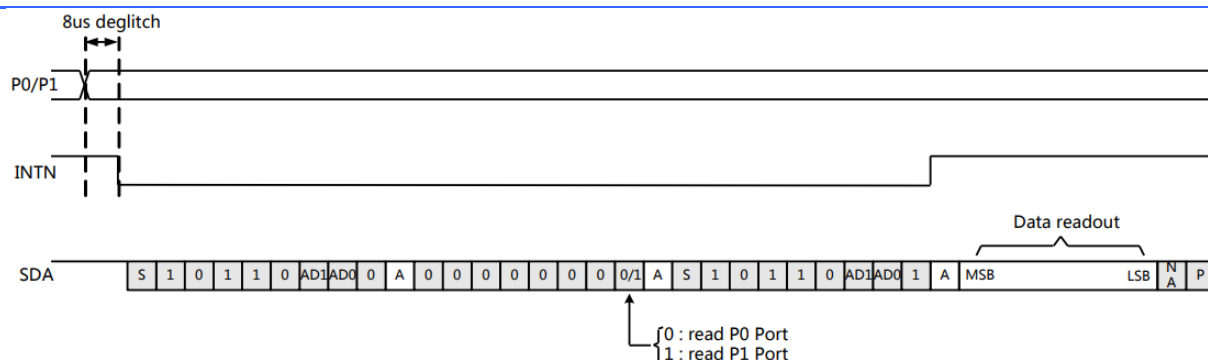 8us deglitch
P0/P1
INTN
Data readout
SDA S 1 0 1 1 0 AD1 AD0 0 A 0 0 0 0 0 0 0 0/1 A S 1 0 1 1 0 AD1 AD0 1 A MSB LSB N A P
0 : read P0 Port
1 : read P1 Port